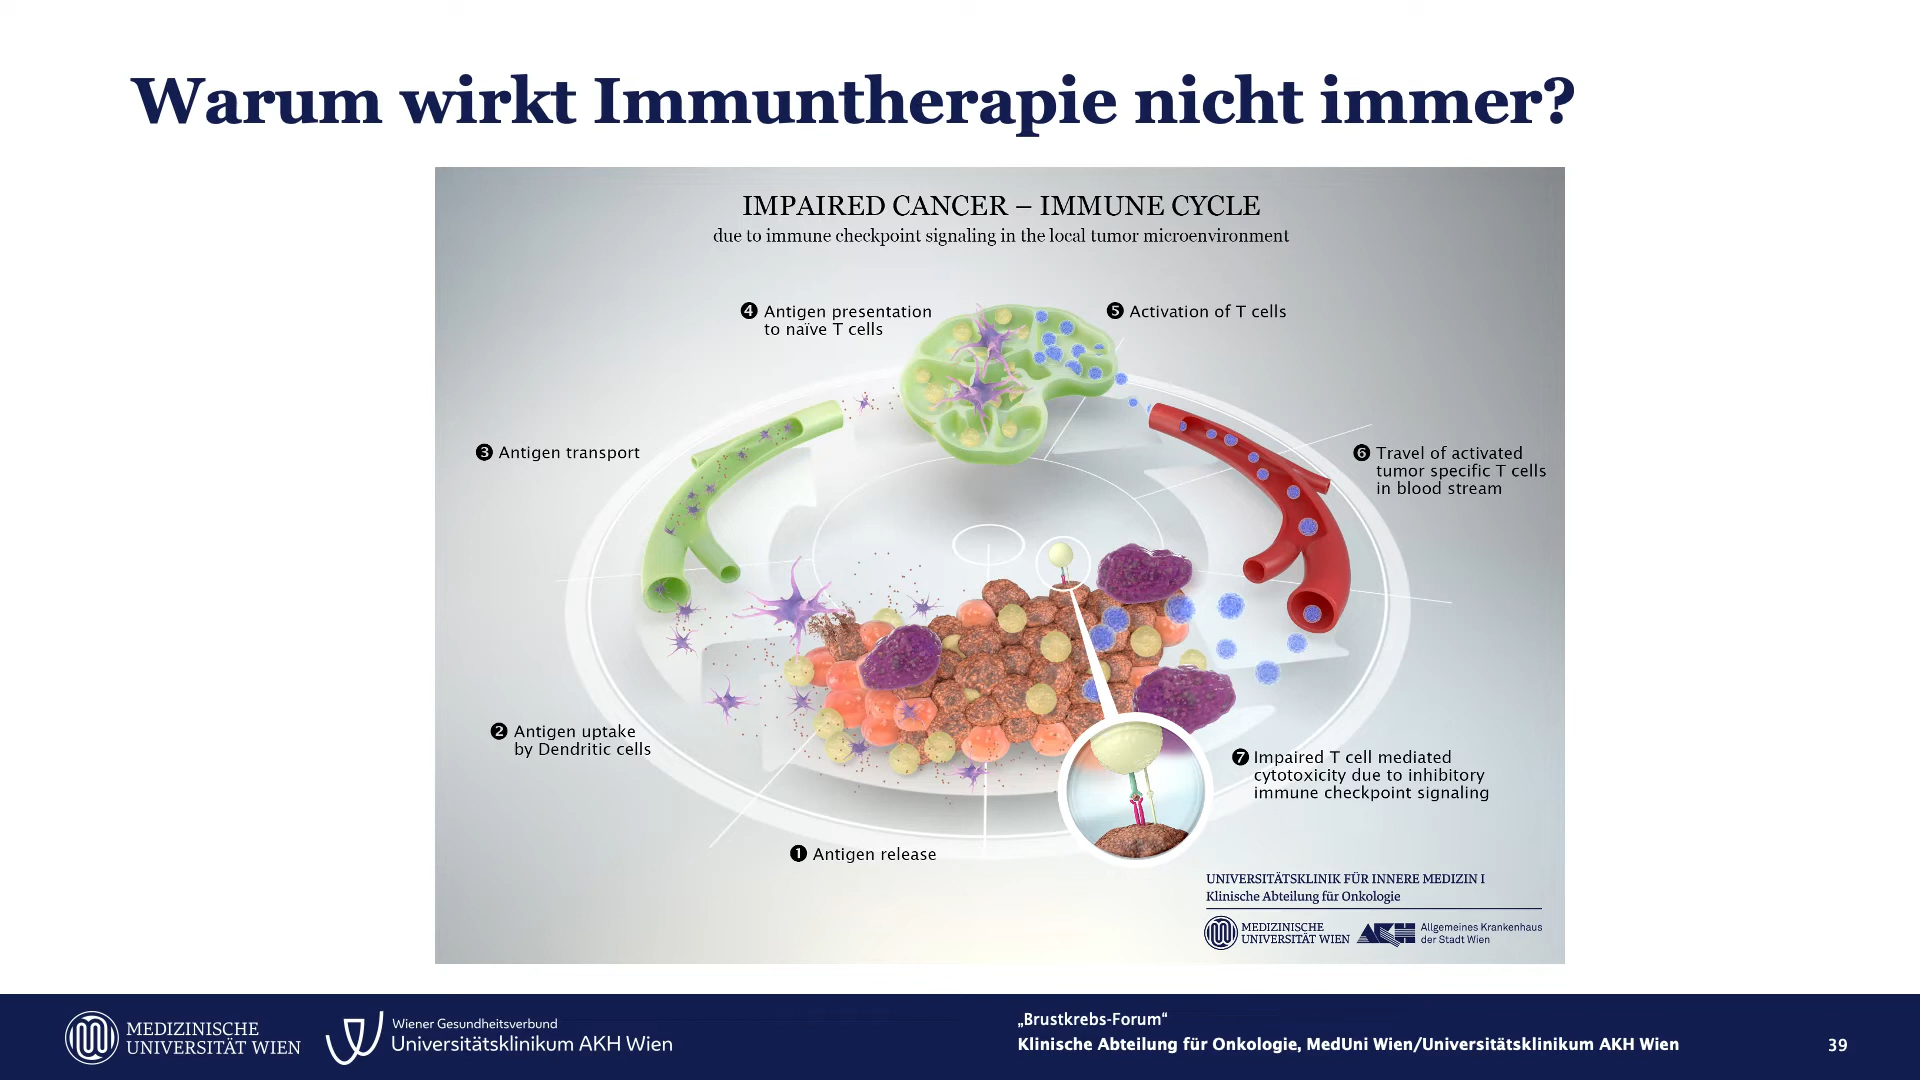 Warum wirkt Immuntherapie nicht immer?
IMPAIRED CANCER – IMMUNE CYCLE
due to immune checkpoint signaling in the local tumor microenvironment
❹ Antigen presentation
to naïve T cells
❺ Activation of T cells
❸ Antigen transport
❻ Travel of activated
tumor specific T cells
in blood stream
❷ Antigen uptake
by Dendritic cells
❼ Impaired T cell mediated
cytotoxicity due to inhibitory
immune checkpoint signaling
❶ Antigen release
UNIVERSITÄTSKLINIK FÜR INNERE MEDIZIN I
Klinische Abteilung für Onkologie
MEDIZINISCHE
UNIVERSITÄT WIEN
AKH
Allgemeines Krankenhaus
der Stadt Wien
MEDIZINISCHE
UNIVERSITÄT WIEN
Wiener Gesundheitsverbund
Universitätsklinikum AKH Wien
„Brustkrebs-Forum“
Klinische Abteilung für Onkologie, MedUni Wien/Universitätsklinikum AKH Wien
39